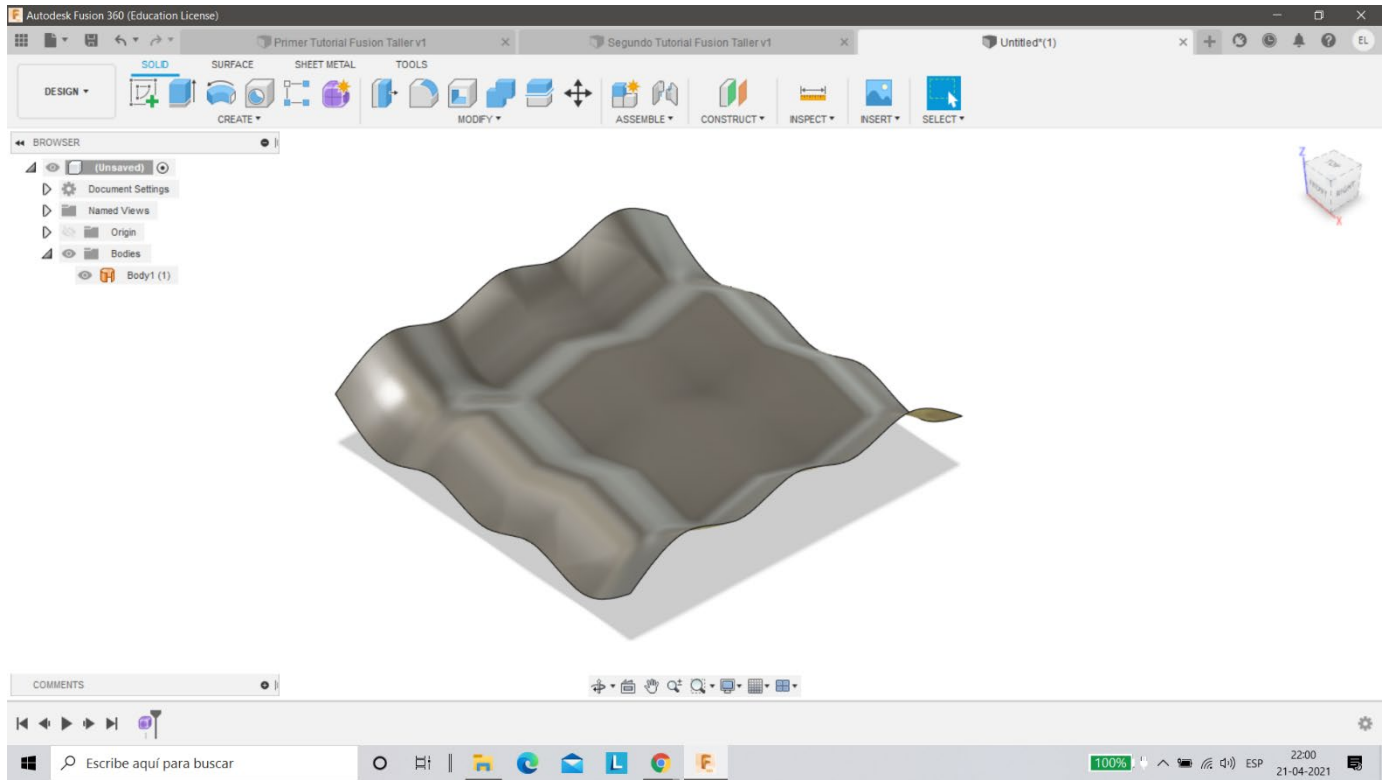 Autodesk Fusion 360 (Education License)
Primer Tutorial Fusion Taller v1
Segundo Tutorial Fusion Taller v1
Untitled*(1)
EL
SOLID SURFACE SHEET METAL TOOLS
DESIGN
CREATE MODIFY ASSEMBLE CONSTRUCT INSPECT INSERT SELECT
BROWSER
(Unsaved)
Document Settings
Named Views
Origin
Bodies
Body1 (1)
Z
FRONT RIGHT
X
COMMENTS
Escribe aquí para buscar
L
F
100%
ESP
22:00
21-04-2021